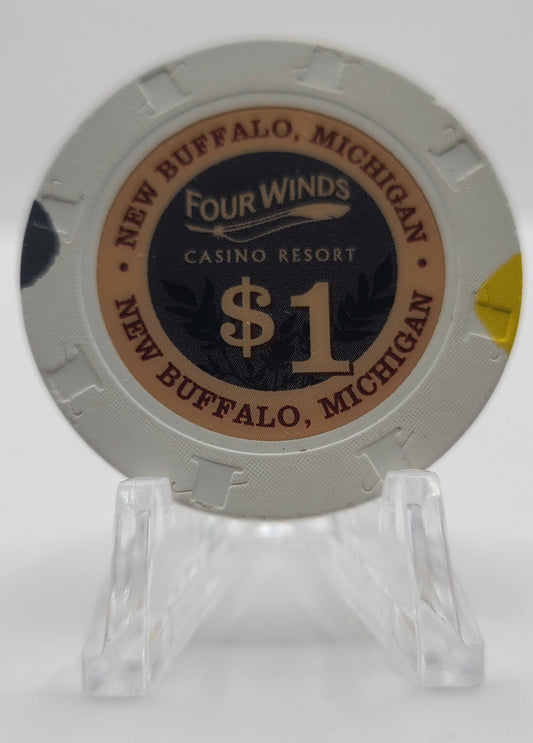 • NEW BUFFALO, MICHIGAN •
FOUR WINDS
CASINO RESORT
$1
NEW BUFFALO, MICHIGAN